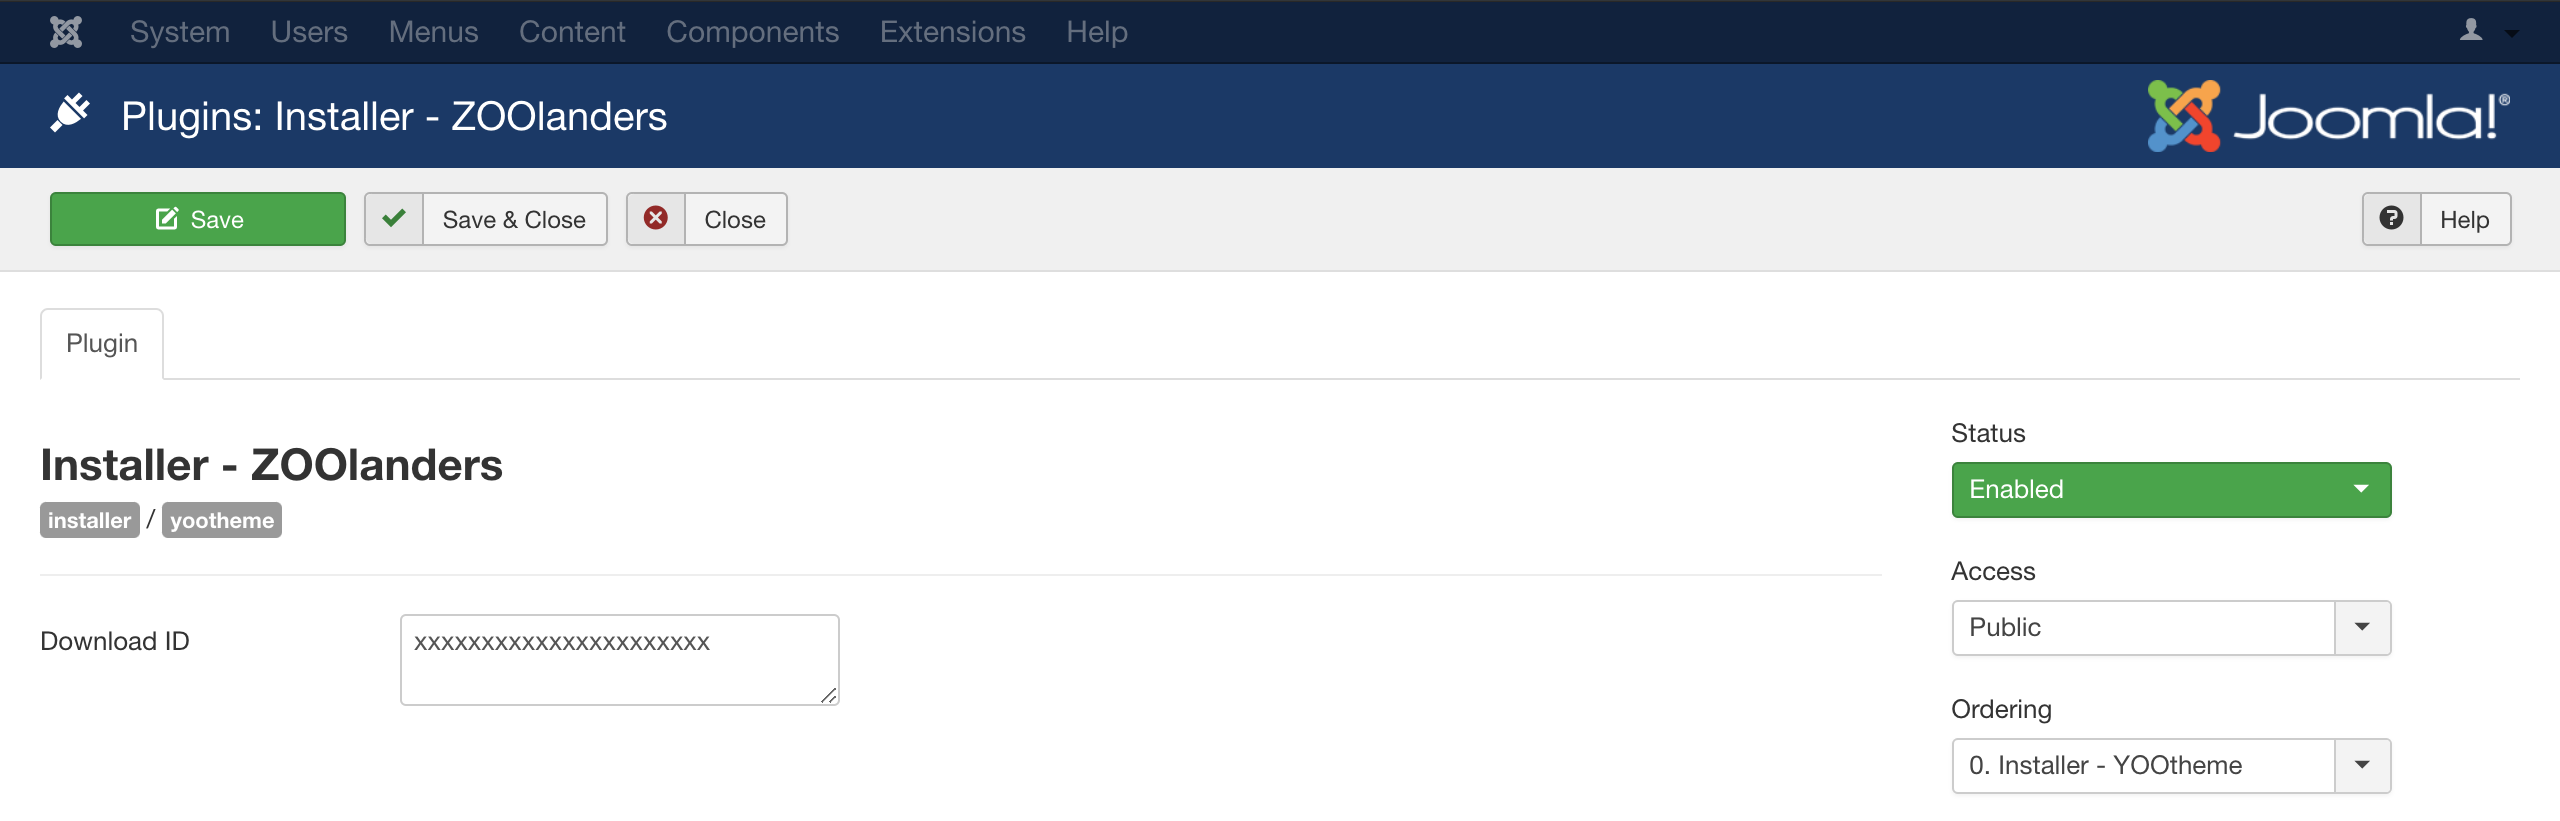 System Users Menus Content Components Extensions Help
Plugins: Installer - ZOOlanders
Joomla!®
Save
Save & Close
Close
Help
Plugin
Installer - ZOOlanders
installer / yootheme
Download ID
xxxxxxxxxxxxxxxxxxxxxx
Status
Enabled
Access
Public
Ordering
0. Installer - YOOtheme